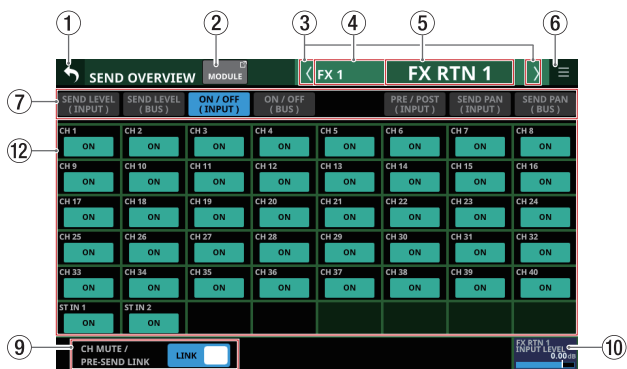 ① ② ③ ④ ⑤ ⑥
SEND OVERVIEW MODULE FX 1 FX RTN 1
⑦
SEND LEVEL (INPUT) SEND LEVEL (BUS) ON / OFF (INPUT) ON / OFF (BUS) PRE / POST (INPUT) SEND PAN (INPUT) SEND PAN (BUS)
⑫
CH 1 CH 2 CH 3 CH 4 CH 5 CH 6 CH 7 CH 8
ON ON ON ON ON ON ON ON
CH 9 CH 10 CH 11 CH 12 CH 13 CH 14 CH 15 CH 16
ON ON ON ON ON ON ON ON
CH 17 CH 18 CH 19 CH 20 CH 21 CH 22 CH 23 CH 24
ON ON ON ON ON ON ON ON
CH 25 CH 26 CH 27 CH 28 CH 29 CH 30 CH 31 CH 32
ON ON ON ON ON ON ON ON
CH 33 CH 34 CH 35 CH 36 CH 37 CH 38 CH 39 CH 40
ON ON ON ON ON ON ON ON
ST IN 1 ST IN 2
ON ON
⑨
CH MUTE /
PRE-SEND LINK
LINK
FX RTN 1
INPUT LEVEL
0.00 dB
⑩